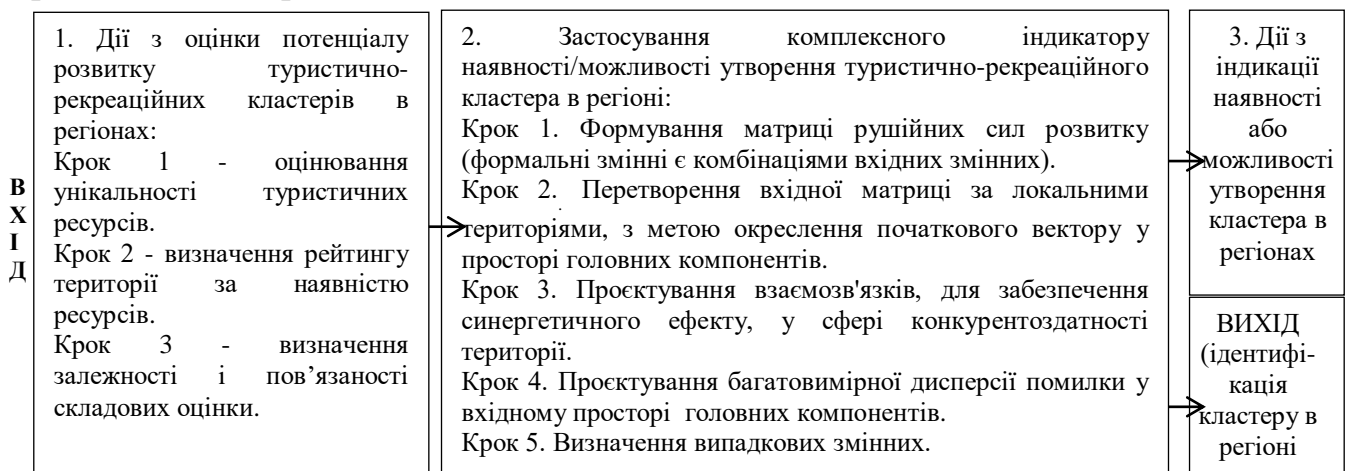 В
Х
І
Д
1. Дії з оцінки потенціалу
розвитку туристично-
рекреаційних кластерів в
регіонах:
Крок 1 - оцінювання
унікальності туристичних
ресурсів.
Крок 2 - визначення рейтингу
території за наявністю
ресурсів.
Крок 3 - визначення
залежності і пов’язаності
складових оцінки.
2. Застосування комплексного індикатору
наявності/можливості утворення туристично-рекреаційного
кластера в регіоні:
Крок 1. Формування матриці рушійних сил розвитку
(формальні змінні є комбінаціями вхідних змінних).
Крок 2. Перетворення вхідної матриці за локальними
територіями, з метою окреслення початкового вектору у
просторі головних компонентів.
Крок 3. Проєктування взаємозв'язків, для забезпечення
синергетичного ефекту, у сфері конкурентоздатності
території.
Крок 4. Проєктування багатовимірної дисперсії помилки у
вхідному просторі головних компонентів.
Крок 5. Визначення випадкових змінних.
3. Дії з
індикації
наявності
або
можливості
утворення
кластера в
регіонах
ВИХІД
(ідентифі-
кація
кластеру в
регіоні